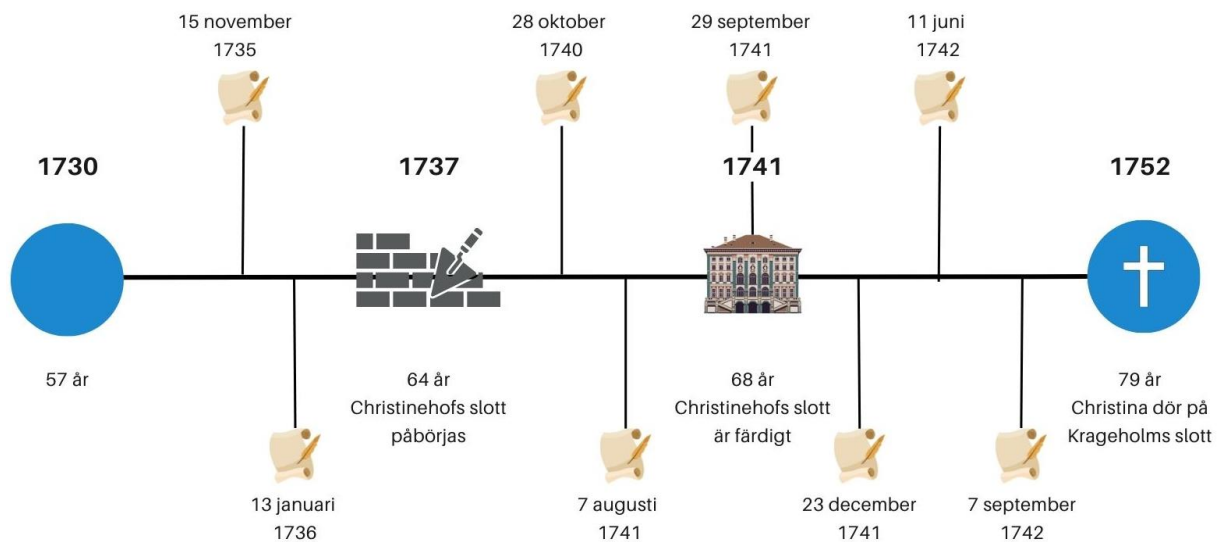 15 november
1735
28 oktober
1740
29 september
1741
11 juni
1742
1730
1737
1741
1752
57 år
64 år
Christinehofs slott
påbörjas
68 år
Christinehofs slott
är färdigt
79 år
Christina dör på
Krageholms slott
13 januari
1736
7 augusti
1741
23 december
1741
7 september
1742